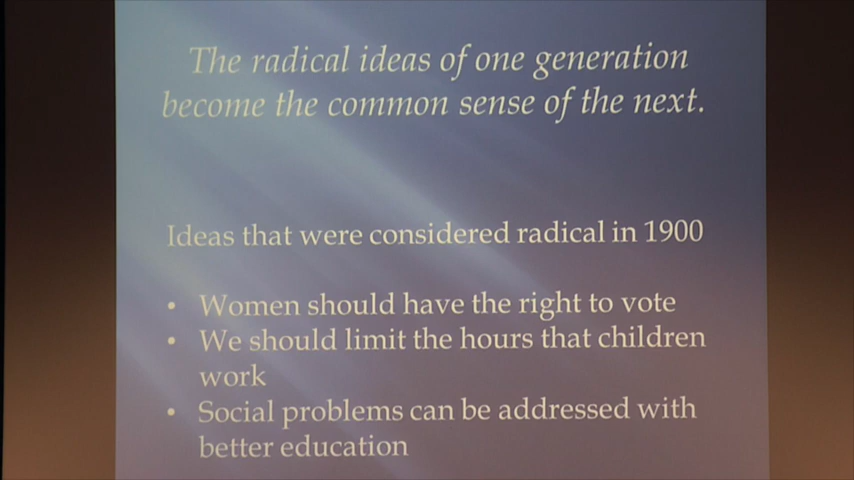 The radical ideas of one generation
become the common sense of the next.
Ideas that were considered radical in 1900
• Women should have the right to vote
• We should limit the hours that children
work
• Social problems can be addressed with
better education